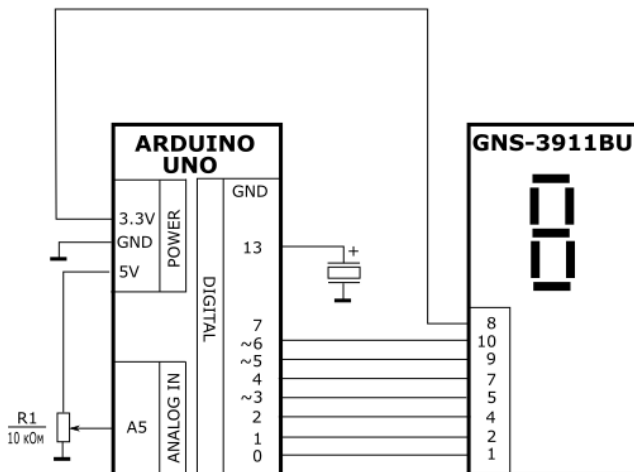 ARDUINO
UNO
GNS-3911BU
3.3V
GND
5V
POWER
DIGITAL
GND
13
+
7
~6
~5
4
~3
2
1
0
8
10
9
7
5
4
2
1
R1
10 кОм
A5
ANALOG IN